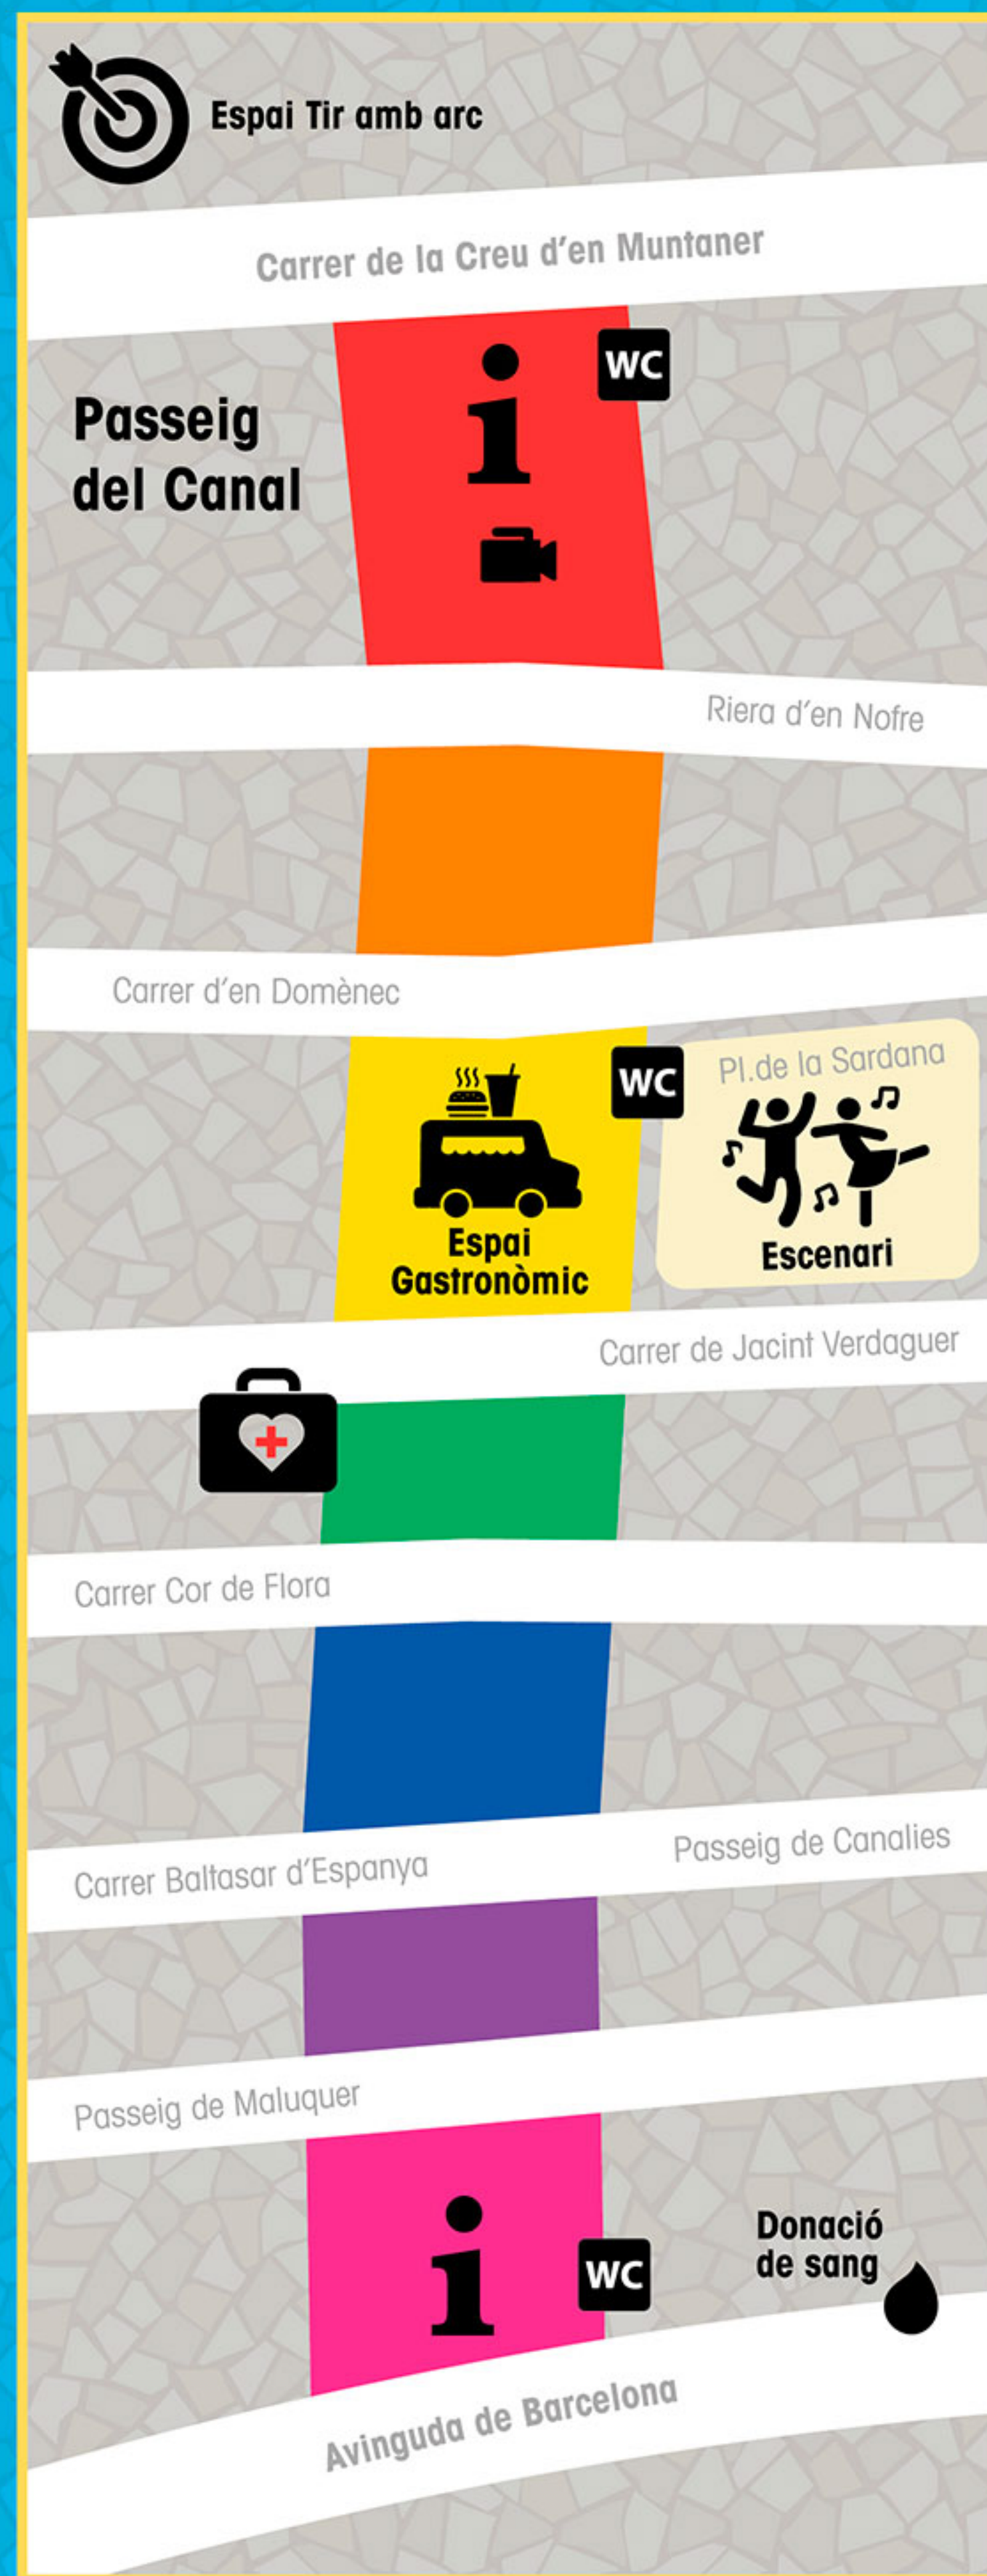 Espai Tir amb arc
Carrer de la Creu d'en Muntaner
WC
Passeig
del Canal
Riera d'en Nofre
Carrer d'en Domènec
WC
Pl.de la Sardana
Espai
Gastronòmic
Escenari
Carrer de Jacint Verdaguer
Carrer Cor de Flora
Passeig de Canalies
Carrer Baltasar d'Espanya
Passeig de Maluquer
Donació
de sang
WC
Avinguda de Barcelona